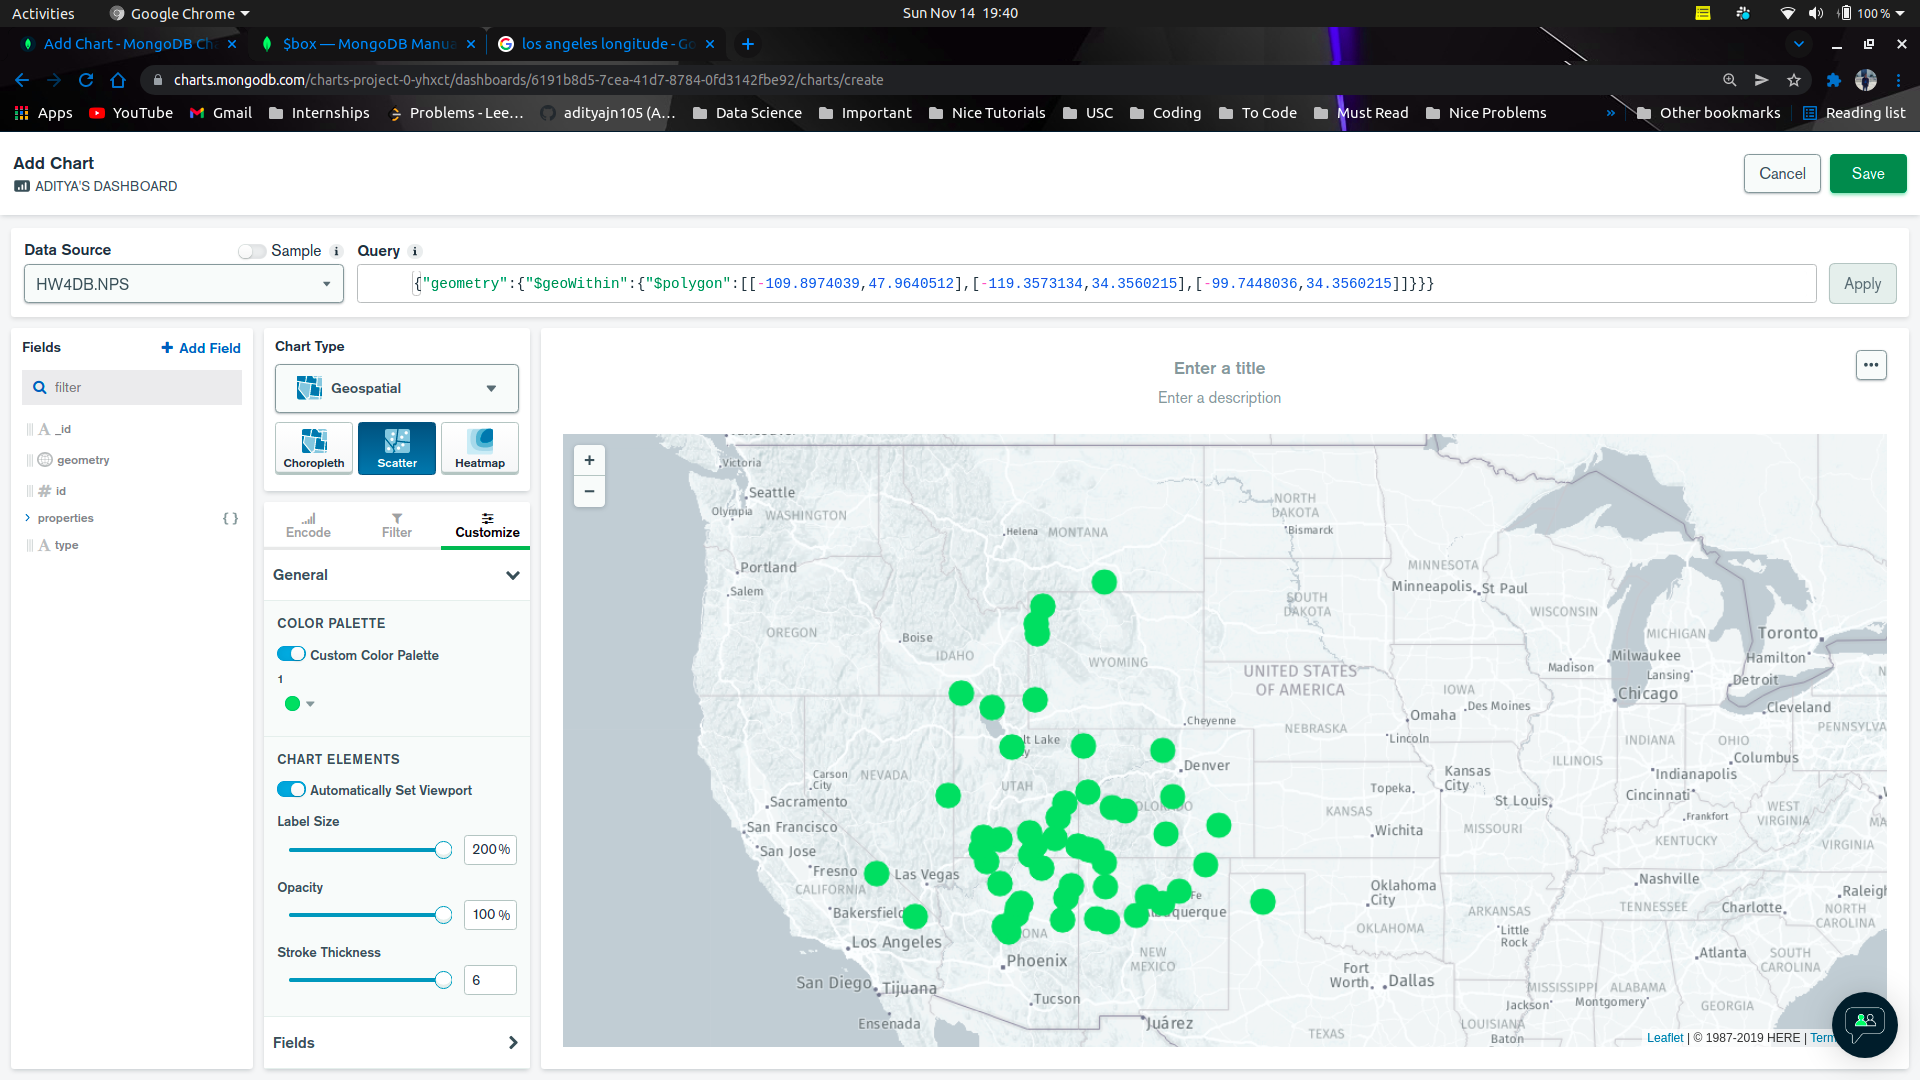 Activities
Google Chrome
Sun Nov 14 19:40
100 %
Add Chart - MongoDB Ch
$box — MongoDB Manua
los angeles longitude - Go
charts.mongodb.com/charts-project-0-yhxct/dashboards/6191b8d5-7cea-41d7-8784-0fd3142fbe92/charts/create
Apps
YouTube
Gmail
Internships
Problems - Lee...
adityajn105 (A...
Data Science
Important
Nice Tutorials
USC
Coding
To Code
Must Read
Nice Problems
»
Other bookmarks
Reading list
Add Chart
ADITYA'S DASHBOARD
Cancel
Save
Data Source
Sample
Query
HW4DB.NPS
{"geometry":{"$geoWithin":{"$polygon":[[-109.8974039,47.9640512],[-119.3573134,34.3560215],[-99.7448036,34.3560215]]}}}
Apply
Fields
+ Add Field
filter
A _id
geometry
# id
properties
{ }
A type
Chart Type
Geospatial
Choropleth
Scatter
Heatmap
Encode
Filter
Customize
General
COLOR PALETTE
Custom Color Palette
1
CHART ELEMENTS
Automatically Set Viewport
Label Size
200%
Opacity
100 %
Stroke Thickness
6
Fields
Enter a title
Enter a description
+
−
Victoria
Seattle
Olympia
WASHINGTON
Helena
MONTANA
NORTH
DAKOTA
Bismarck
Portland
Salem
MINNESOTA
Minneapolis
St Paul
SOUTH
DAKOTA
WISCONSIN
OREGON
Boise
IDAHO
WYOMING
MICHIGAN
Toronto
Hamilton
Milwaukee
Madison
Lansing
Detroit
UNITED STATES
OF AMERICA
Chicago
IOWA
Des Moines
Omaha
Cleveland
Cheyenne
NEBRASKA
Lincoln
PENNSYLVA
lt Lake
ty
INDIANA
OHIO
Columbus
ILLINOIS
Denver
Carson
City
NEVADA
UTAH
Kansas
City
Indianapolis
Topeka
Cincinnati
Sacramento
OLORADO
St Louis
KANSAS
WEST
VIRGINIA
MA
Frankfort
San Francisco
Wichita
MISSOURI
KENTUCKY
VIRGINIA
San Jose
Fresno
Las Vegas
CALIFORNIA
Nashville
Oklahoma
City
Fe
Raleigh
TENNESSEE
Charlotte
NORTH
CAROLINA
Bakersfield
lbuquerque
ARKANSAS
OKLAHOMA
Little
Rock
ONA
Los Angeles
Phoenix
NEW
MEXICO
Atlanta
SOUTH
CAROLINA
Fort
Worth
Dallas
San Diego
Tijuana
MISSISSIPPI
ALABAMA
Tucson
Jackson
Montgomery
GEORGIA
Ensenada
Juárez
TEXAS
LOUISIANA
Baton
Leaflet | © 1987-2019 HERE | Term